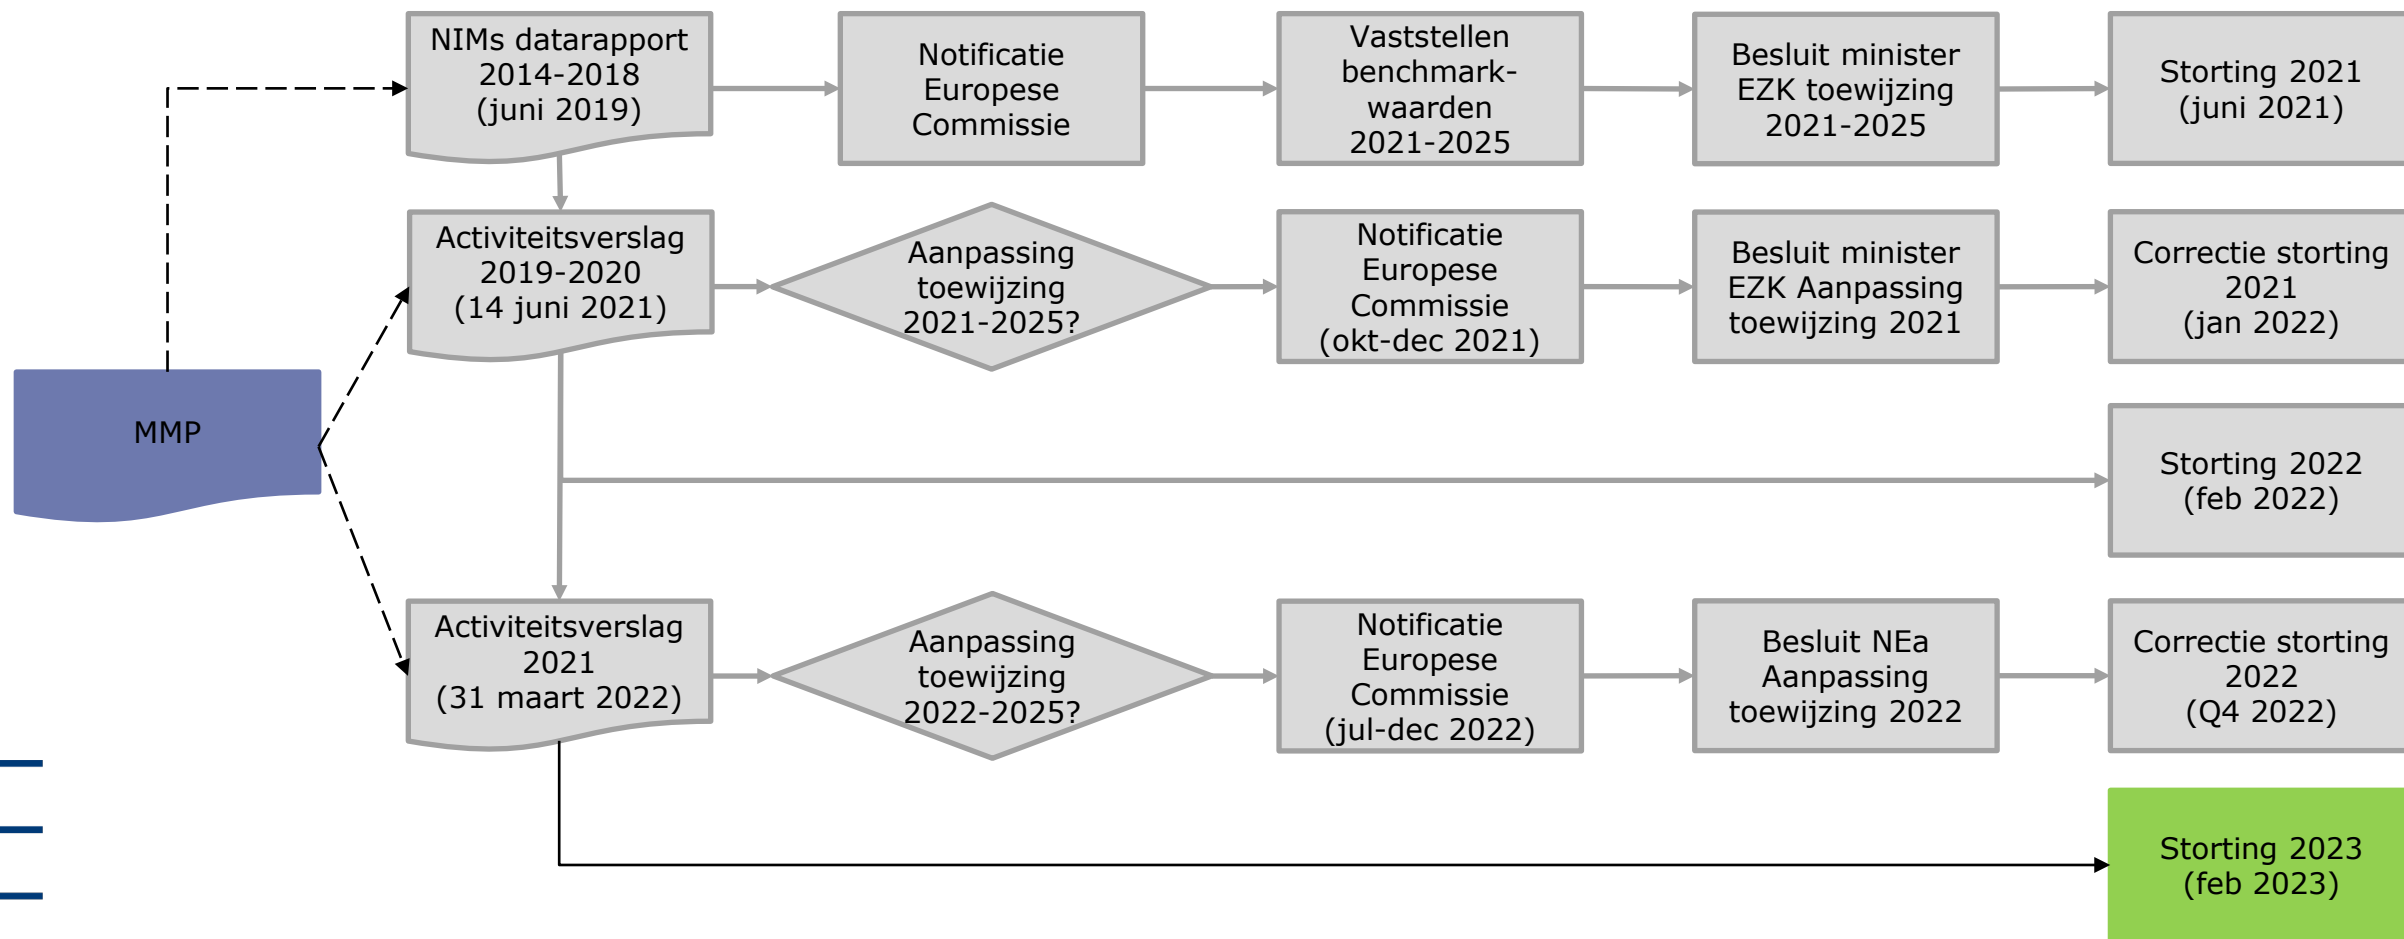 NIMs datarapport
2014-2018
(juni 2019)
Notificatie
Europese
Commissie
Vaststellen
benchmark-
waarden
2021-2025
Besluit minister
EZK toewijzing
2021-2025
Storting 2021
(juni 2021)
Activiteitsverslag
2019-2020
(14 juni 2021)
Aanpassing
toewijzing
2021-2025?
Notificatie
Europese
Commissie
(okt-dec 2021)
Besluit minister
EZK Aanpassing
toewijzing 2021
Correctie storting
2021
(jan 2022)
MMP
Storting 2022
(feb 2022)
Activiteitsverslag
2021
(31 maart 2022)
Aanpassing
toewijzing
2022-2025?
Notificatie
Europese
Commissie
(jul-dec 2022)
Besluit NEa
Aanpassing
toewijzing 2022
Correctie storting
2022
(Q4 2022)
Storting 2023
(feb 2023)